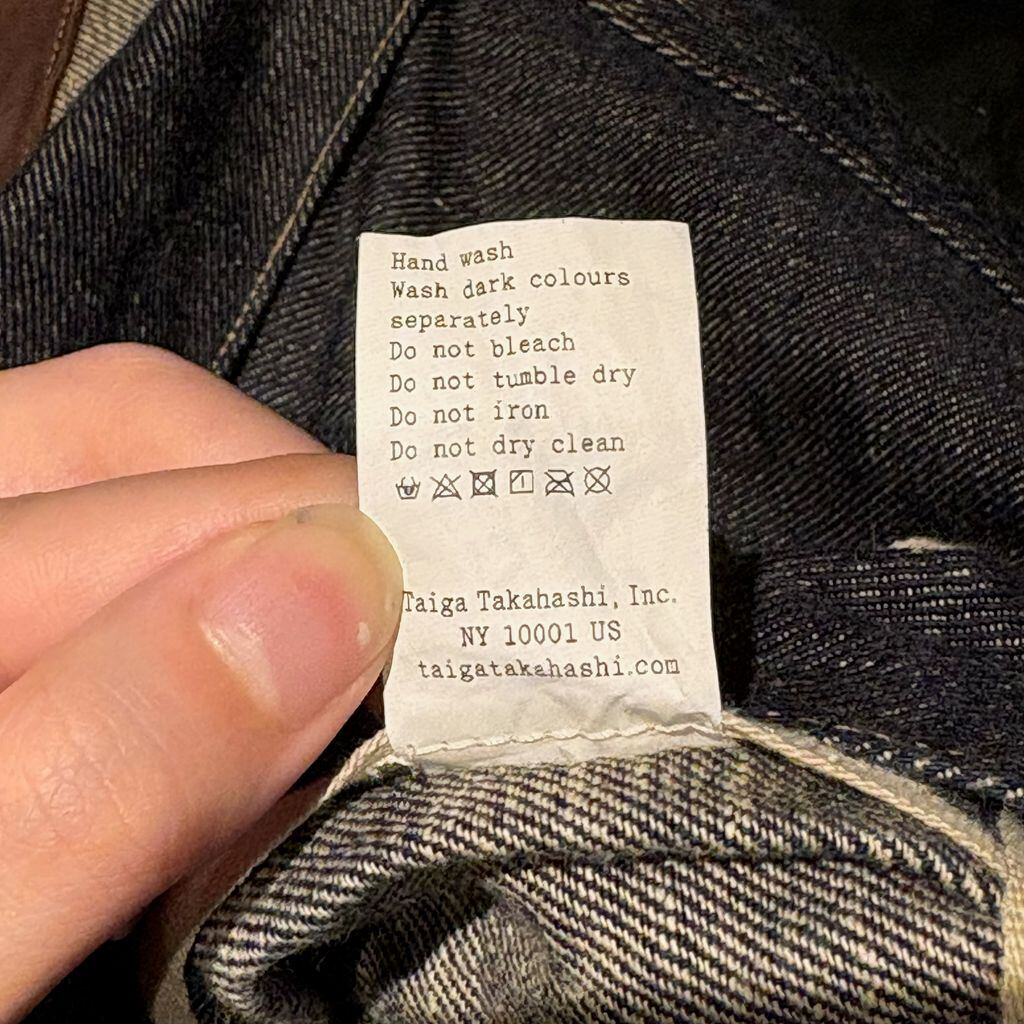 Hand wash
Wash dark colours
separately
Do not bleach
Do not tumble dry
Do not iron
Do not dry clean
Taiga Takahashi, Inc.
NY 10001 US
taigatakahashi.com